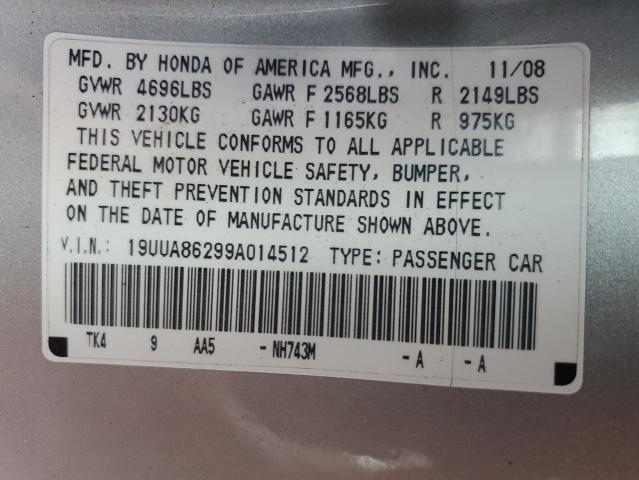 MFD. BY HONDA OF AMERICA MFG., INC. 11/08
GVWR 4696LBS GAWR F 2568LBS R 2149LBS
GVWR 2130KG GAWR F 1165KG R 975KG
THIS VEHICLE CONFORMS TO ALL APPLICABLE
FEDERAL MOTOR VEHICLE SAFETY, BUMPER,
AND THEFT PREVENTION STANDARDS IN EFFECT
ON THE DATE OF MANUFACTURE SHOWN ABOVE.
V.I.N.: 19UUA86299A014512 TYPE: PASSENGER CAR
TK4 9 AA5 - NH743M - A - A